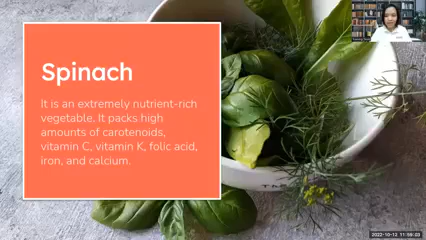 Spinach
It is an extremely nutrient-rich
vegetable. It packs high
amounts of carotenoids,
vitamin C, vitamin K, folic acid,
iron, and calcium.